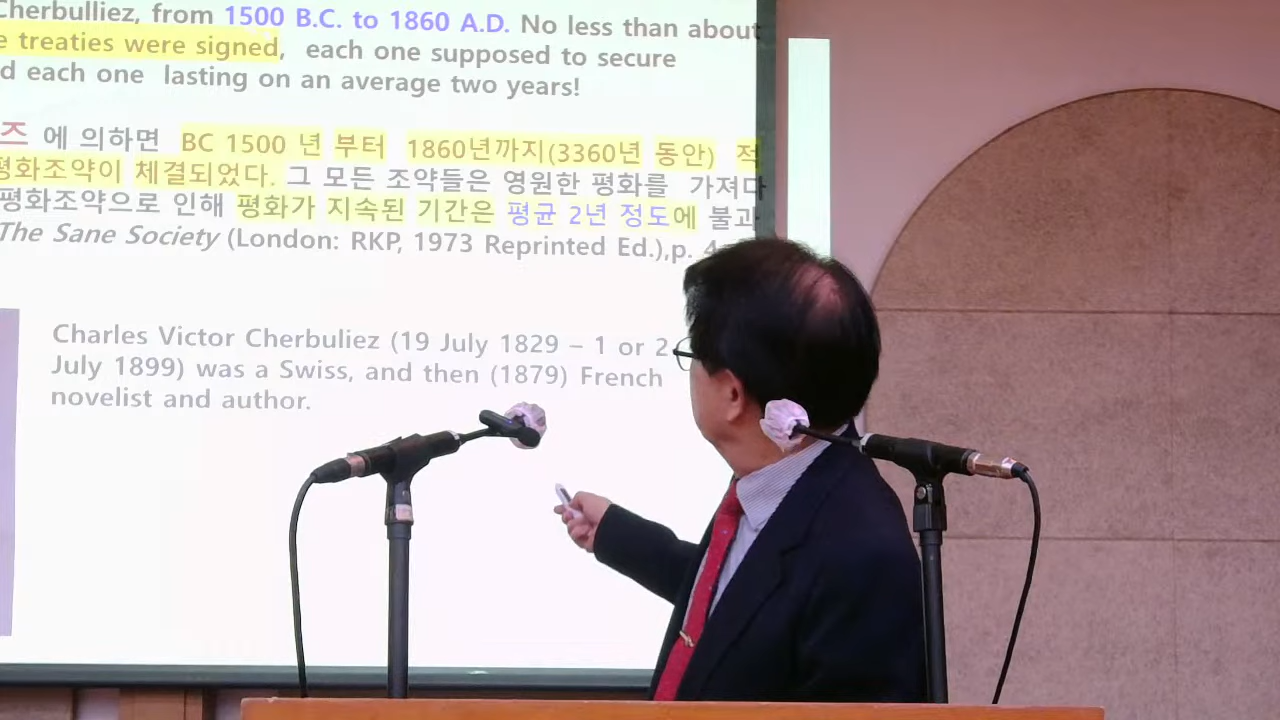 Cherbulliez, from 1500 B.C. to 1860 A.D. No less than about
e treaties were signed, each one supposed to secure
d each one lasting on an average two years!
즈 에 의하면 BC 1500 년 부터 1860년까지(3360년 동안) 적
평화조약이 체결되었다. 그 모든 조약들은 영원한 평화를 가져다
평화조약으로 인해 평화가 지속된 기간은 평균 2년 정도에 불과
The Sane Society (London: RKP, 1973 Reprinted Ed.),p. 4
Charles Victor Cherbuliez (19 July 1829 – 1 or 2
July 1899) was a Swiss, and then (1879) French
novelist and author.